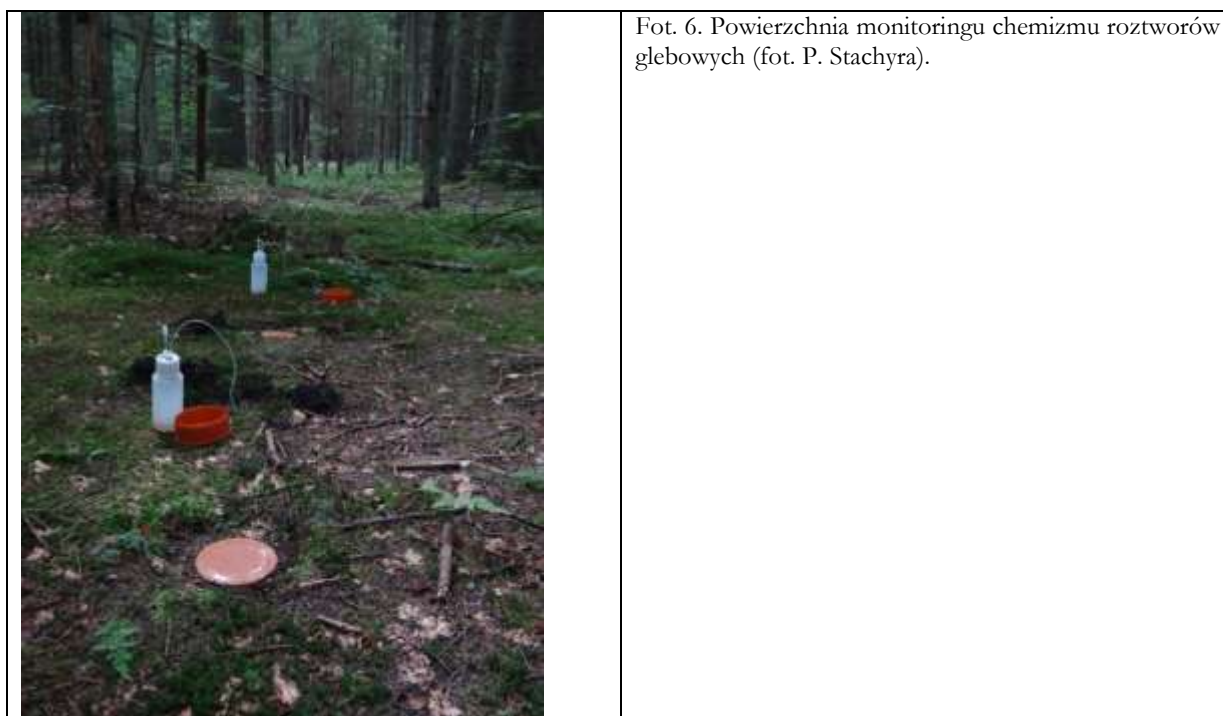 Fot. 6. Powierzchnia monitoringu chemizmu roztworów
glebowych (fot. P. Stachyra).